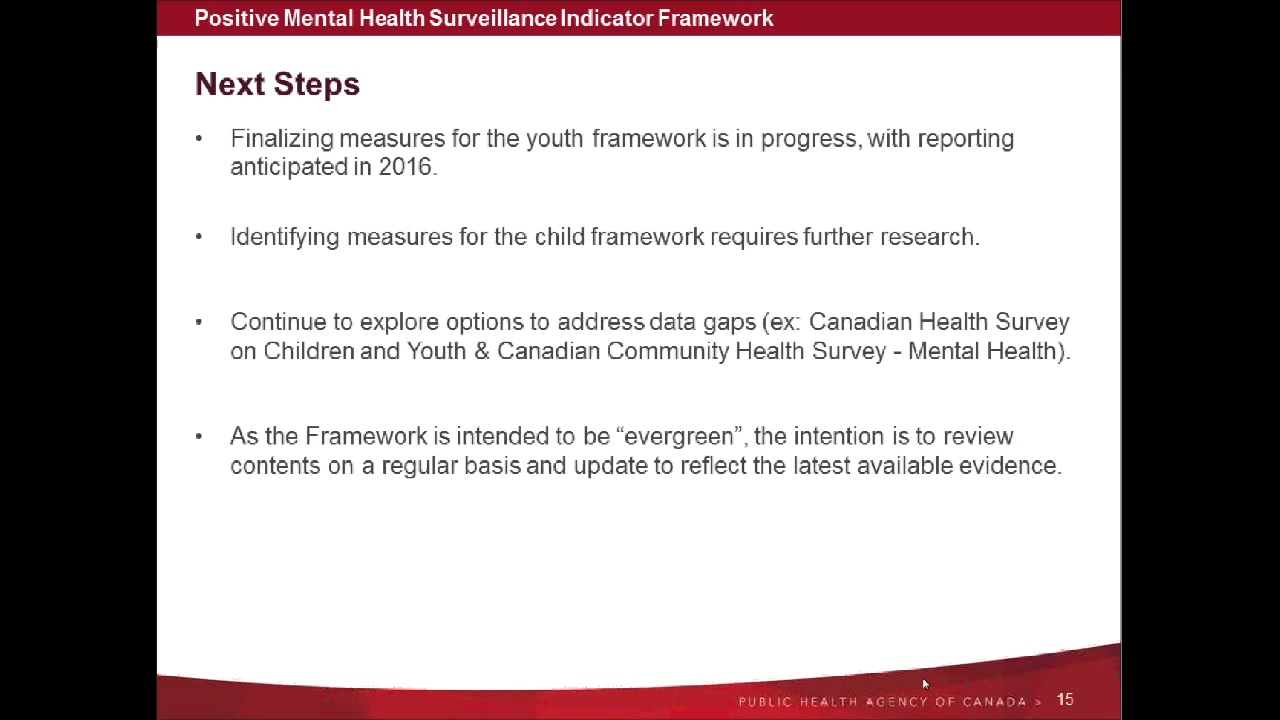 Positive Mental Health Surveillance Indicator Framework
Next Steps
• Finalizing measures for the youth framework is in progress, with reporting
anticipated in 2016.
• Identifying measures for the child framework requires further research.
• Continue to explore options to address data gaps (ex: Canadian Health Survey
on Children and Youth & Canadian Community Health Survey - Mental Health).
• As the Framework is intended to be “evergreen”, the intention is to review
contents on a regular basis and update to reflect the latest available evidence.
PUBLIC HEALTH AGENCY OF CANADA > 15